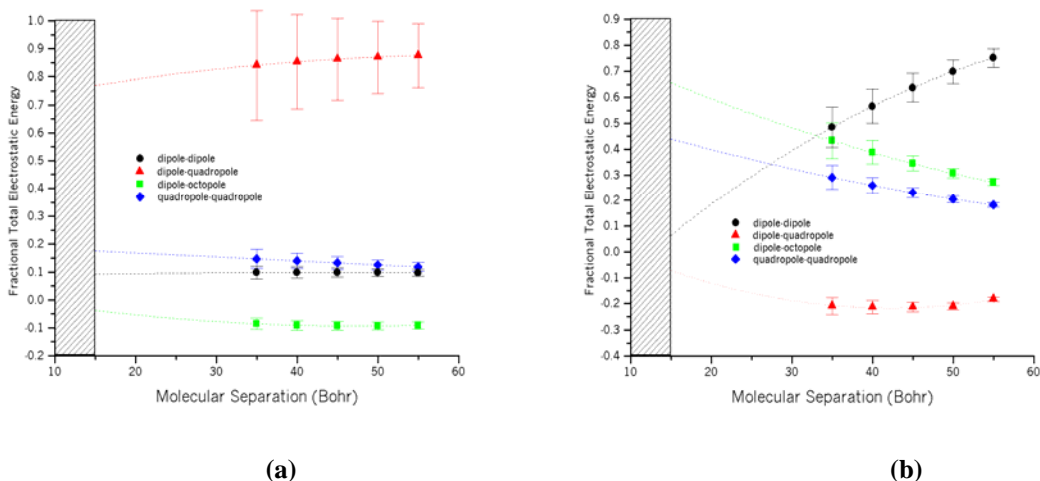 Fractional Total Electrostatic Energy
1.0
0.9
0.8
0.7
0.6
0.5
0.4
0.3
0.2
0.1
0.0
-0.1
-0.2
dipole-dipole
dipole-quadropole
dipole-octopole
quadropole-quadropole
10 20 30 40 50 60
Molecular Separation (Bohr)
(a)
Fractional Total Electrostatic Energy
0.9
0.8
0.7
0.6
0.5
0.4
0.3
0.2
0.1
0.0
-0.1
-0.2
-0.3
-0.4
dipole-dipole
dipole-quadropole
dipole-octopole
quadropole-quadropole
10 20 30 40 50 60
Molecular Separation (Bohr)
(b)